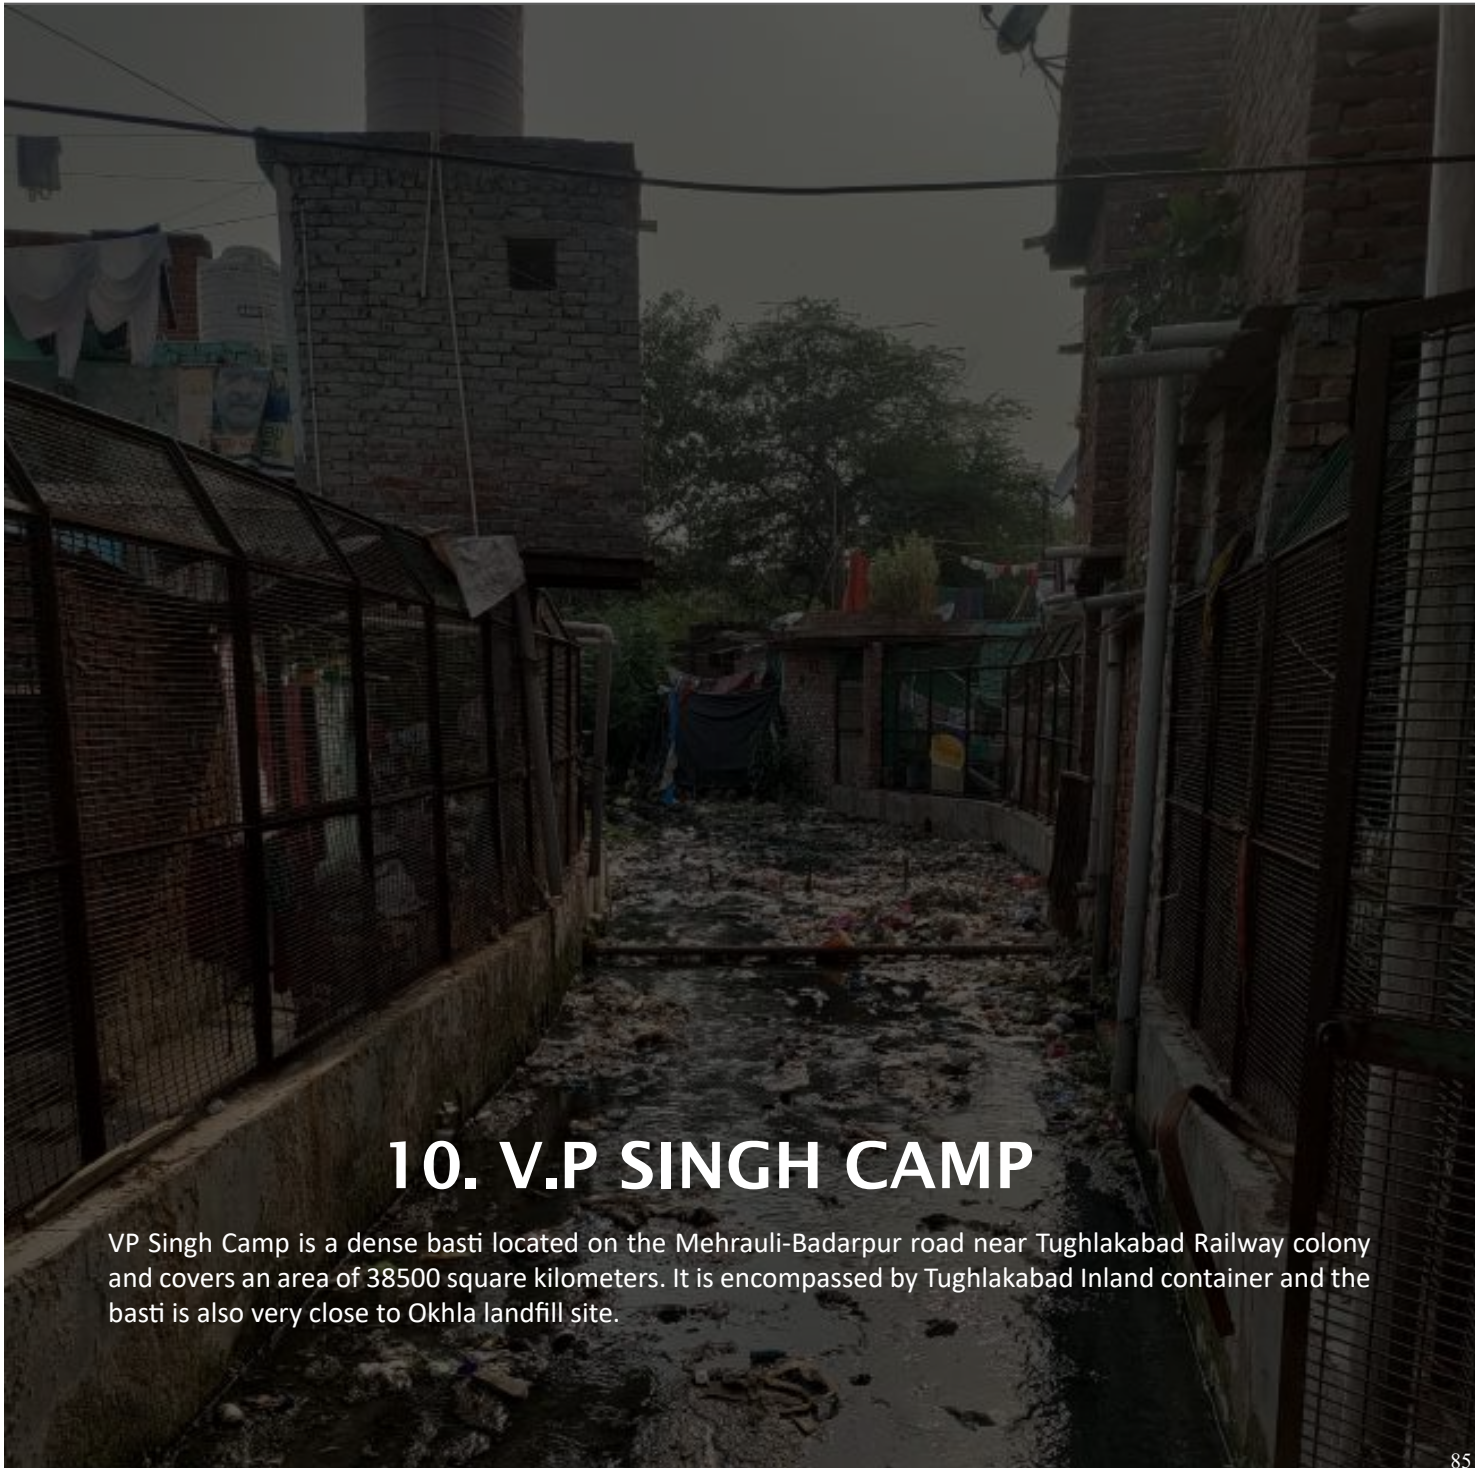 10. V.P SINGH CAMP
VP Singh Camp is a dense basti located on the Mehrauli-Badarpur road near Tughlakabad Railway colony
and covers an area of 38500 square kilometers. It is encompassed by Tughlakabad Inland container and the
basti is also very close to Okhla landfill site.
85